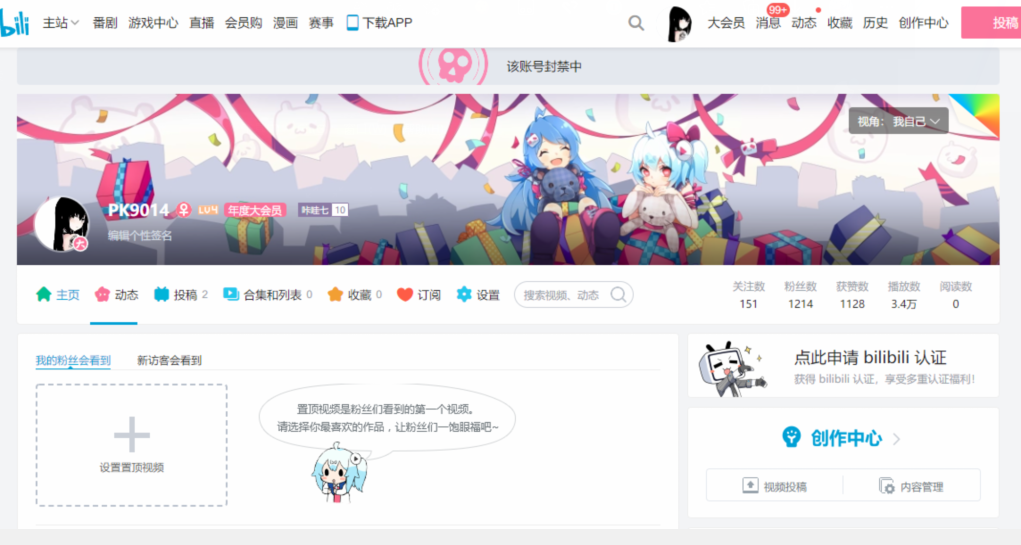 bili 主站 番剧 游戏中心 直播 会员购 漫画 赛事 下载APP 大会员 消息 99+ 动态 收藏 历史 创作中心 投稿
该账号封禁中
视角： 我自己
PK9014 LV4 年度大会员 咔哇七 10
编辑个性签名
大
主页 动态 投稿 2 合集和列表 0 收藏 0 订阅 设置 搜索视频、动态
关注数 粉丝数 获赞数 播放数 阅读数
151 1214 1128 3.4万 0
我的粉丝会看到 新访客会看到
置顶视频是粉丝们看到的第一个视频。
请选择你最喜欢的作品，让粉丝们一饱眼福吧~
设置置顶视频
点此申请 bilibili 认证
获得 bilibili 认证，享受多重认证福利！
创作中心
视频投稿 内容管理